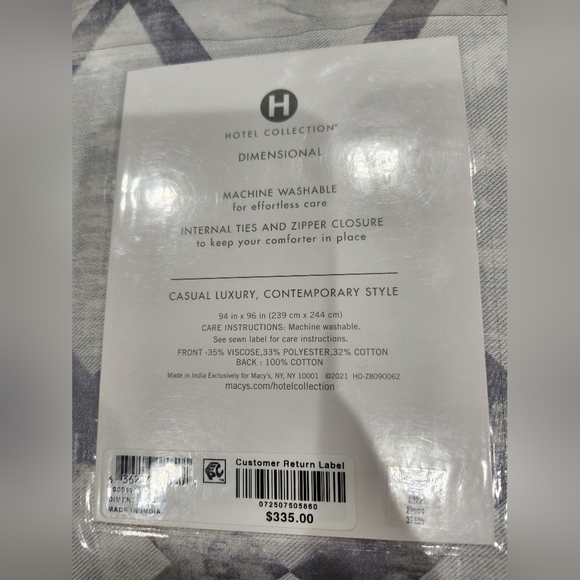 H
HOTEL COLLECTION®
DIMENSIONAL
MACHINE WASHABLE
for effortless care
INTERNAL TIES AND ZIPPER CLOSURE
to keep your comforter in place
CASUAL LUXURY, CONTEMPORARY STYLE
94 in x 96 in (239 cm x 244 cm)
CARE INSTRUCTIONS: Machine washable.
See sewn label for care instructions.
FRONT :35% VISCOSE,33% POLYESTER,32% COTTON
BACK : 100% COTTON
Made in India Exclusively for Macy's, NY, NY 10001 ©2021 HO-Z8090062
macys.com/hotelcollection
MADE IN INDIA
Customer Return Label
072507505860
$335.00